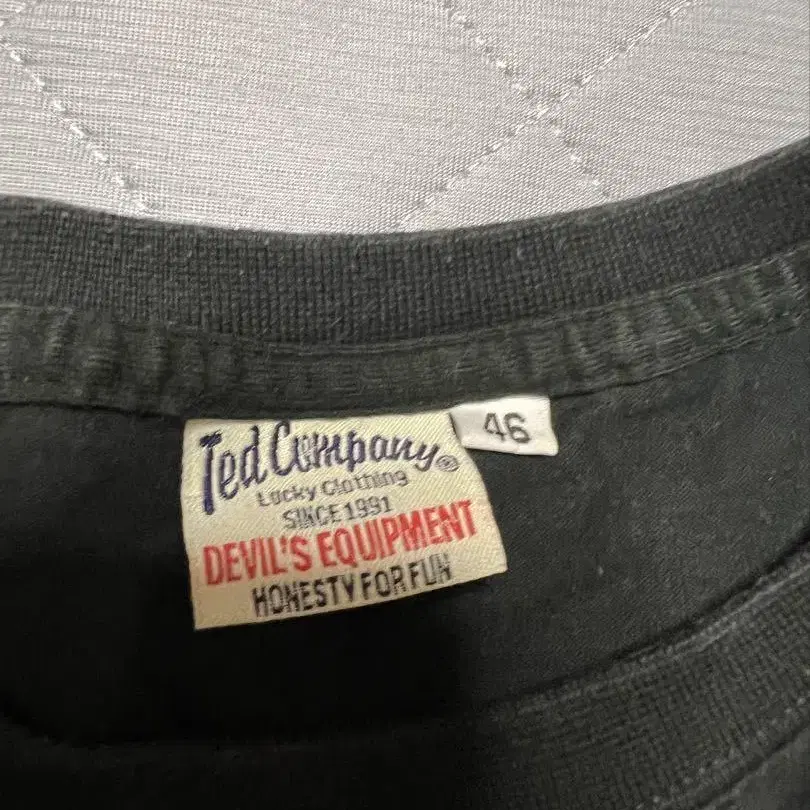 Ted Company®
46
Lucky Clothing
SINCE 1991
DEVIL'S EQUIPMENT
HONESTY FOR FUN